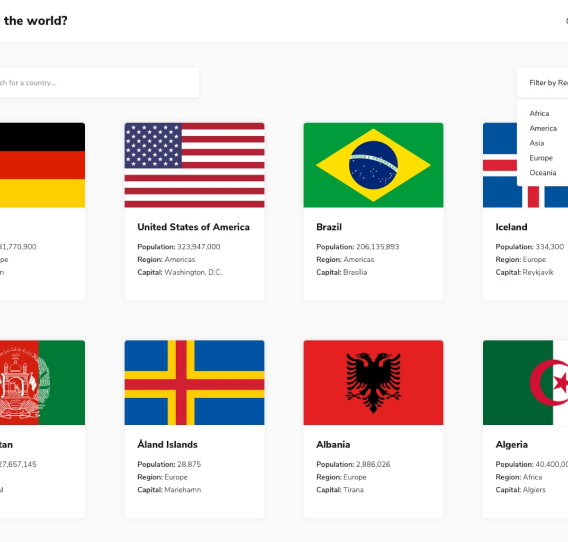 the world?
ch for a country...
Filter by Re
Africa
America
Asia
Europe
Oceania
United States of America
Brazil
Iceland
81,770,900
Population: 323,947,000
Population: 206,135,893
Population: 334,300
pe
Region: Americas
Region: Americas
Region: Europe
n
Capital: Washington, D.C.
Capital: Brasília
Capital: Reykjavík
tan
Åland Islands
Albania
Algeria
27,657,145
Population: 28,875
Population: 2,886,026
Population: 40,400,00
Region: Europe
Region: Europe
Region: Africa
ul
Capital: Mariehamn
Capital: Tirana
Capital: Algiers